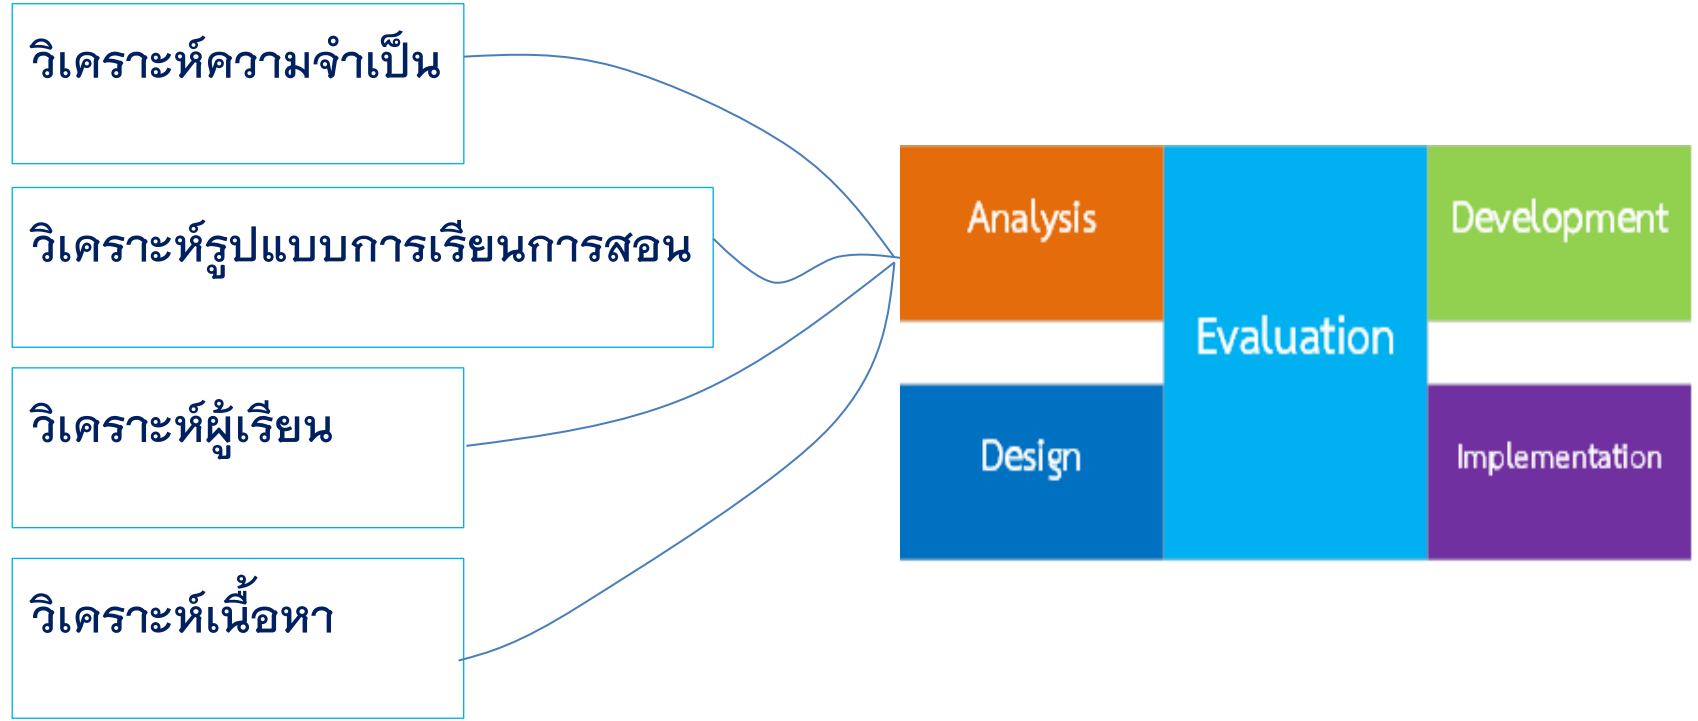 วิเคราะห์ความจำเป็น
วิเคราะห์รูปแบบการเรียนการสอน
วิเคราะห์ผู้เรียน
วิเคราะห์เนื้อหา
Analysis
Evaluation
Development
Design
Implementation